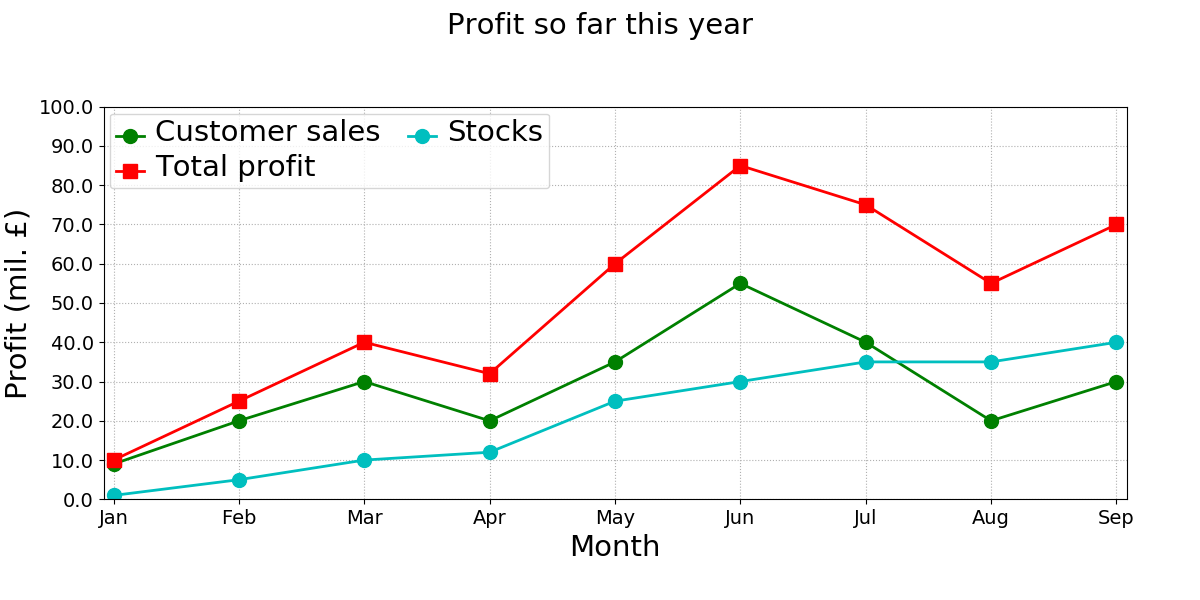 Profit so far this year
100.0
90.0
80.0
70.0
60.0
50.0
40.0
30.0
20.0
10.0
0.0
Profit (mil. £)
Customer sales Stocks
Total profit
Jan Feb Mar Apr May Jun Jul Aug Sep
Month